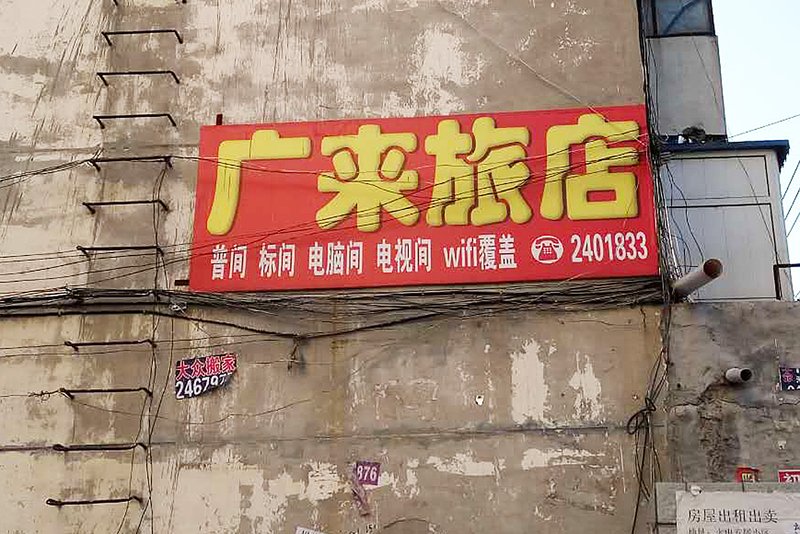 广来旅店
普间 标间 电脑间 电视间 wifi覆盖 2401833
大众搬家
24679
876
房屋出租出卖